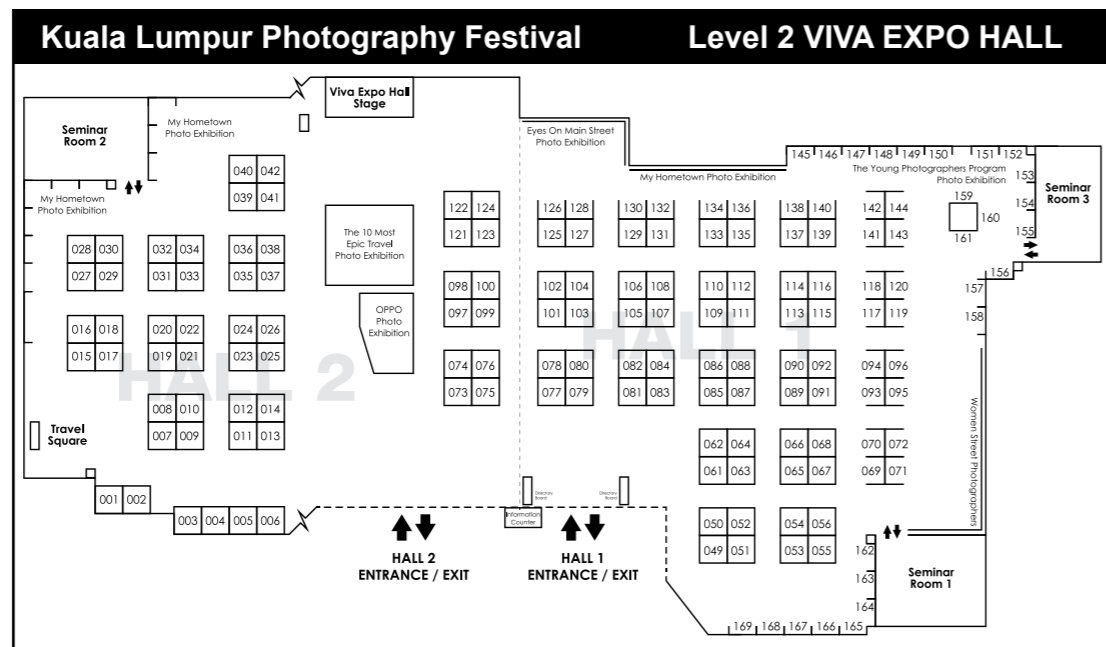 Kuala Lumpur Photography Festival
Level 2 VIVA EXPO HALL
Viva Expo Hall
Stage
Seminar
Room 2
My Hometown
Photo Exhibition
Eyes On Main Street
Photo Exhibition
My Hometown Photo Exhibition
145 146 147 148 149 150 151 152
The Young Photographers Program
Photo Exhibition
153
154
155
Seminar
Room 3
159
160
161
156
157
158
My Hometown
Photo Exhibition
040 042
039 041
The 10 Most
Epic Travel
Photo Exhibition
122 124 126 128 130 132 134 136 138 140 142 144
121 123 125 127 129 131 133 135 137 139 141 143
028 030 032 034 036 038
027 029 031 033 035 037
098 100 102 104 106 108 110 112 114 116 118 120
097 099 101 103 105 107 109 111 113 115 117 119
OPPO
Photo
Exhibition
016 018 020 022 024 026
015 017 019 021 023 025
HALL 2
HALL 1
074 076 078 080 082 084 086 088 090 092 094 096
073 075 077 079 081 083 085 087 089 091 093 095
008 010 012 014
007 009 011 013
Travel
Square
062 064 066 068 070 072
061 063 065 067 069 071
Women Street Photographers
001 002
003 004 005 006
Directory
Board
Directory
Board
Information
Counter
HALL 2
ENTRANCE / EXIT
HALL 1
ENTRANCE / EXIT
050 052 054 056
049 051 053 055
162
163
164
Seminar
Room 1
169 168 167 166 165